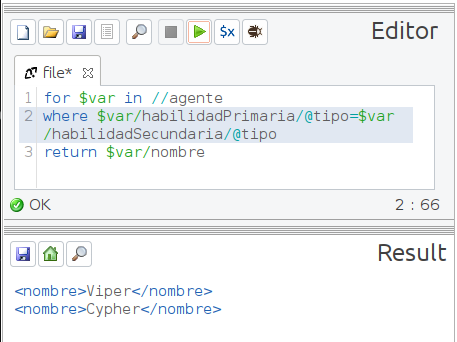 Editor
file*
1 for $var in //agente
2 where $var/habilidadPrimaria/@tipo=$var
/habilidadSecundaria/@tipo
3 return $var/nombre
OK 2 : 66
Result
<nombre>Viper</nombre>
<nombre>Cypher</nombre>